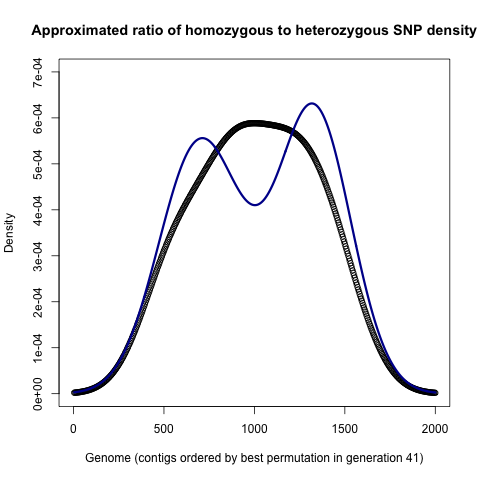 Approximated ratio of homozygous to heterozygous SNP density
7e-04
6e-04
5e-04
4e-04
3e-04
2e-04
1e-04
0e+00
Density
0 500 1000 1500 2000
Genome (contigs ordered by best permutation in generation 41)